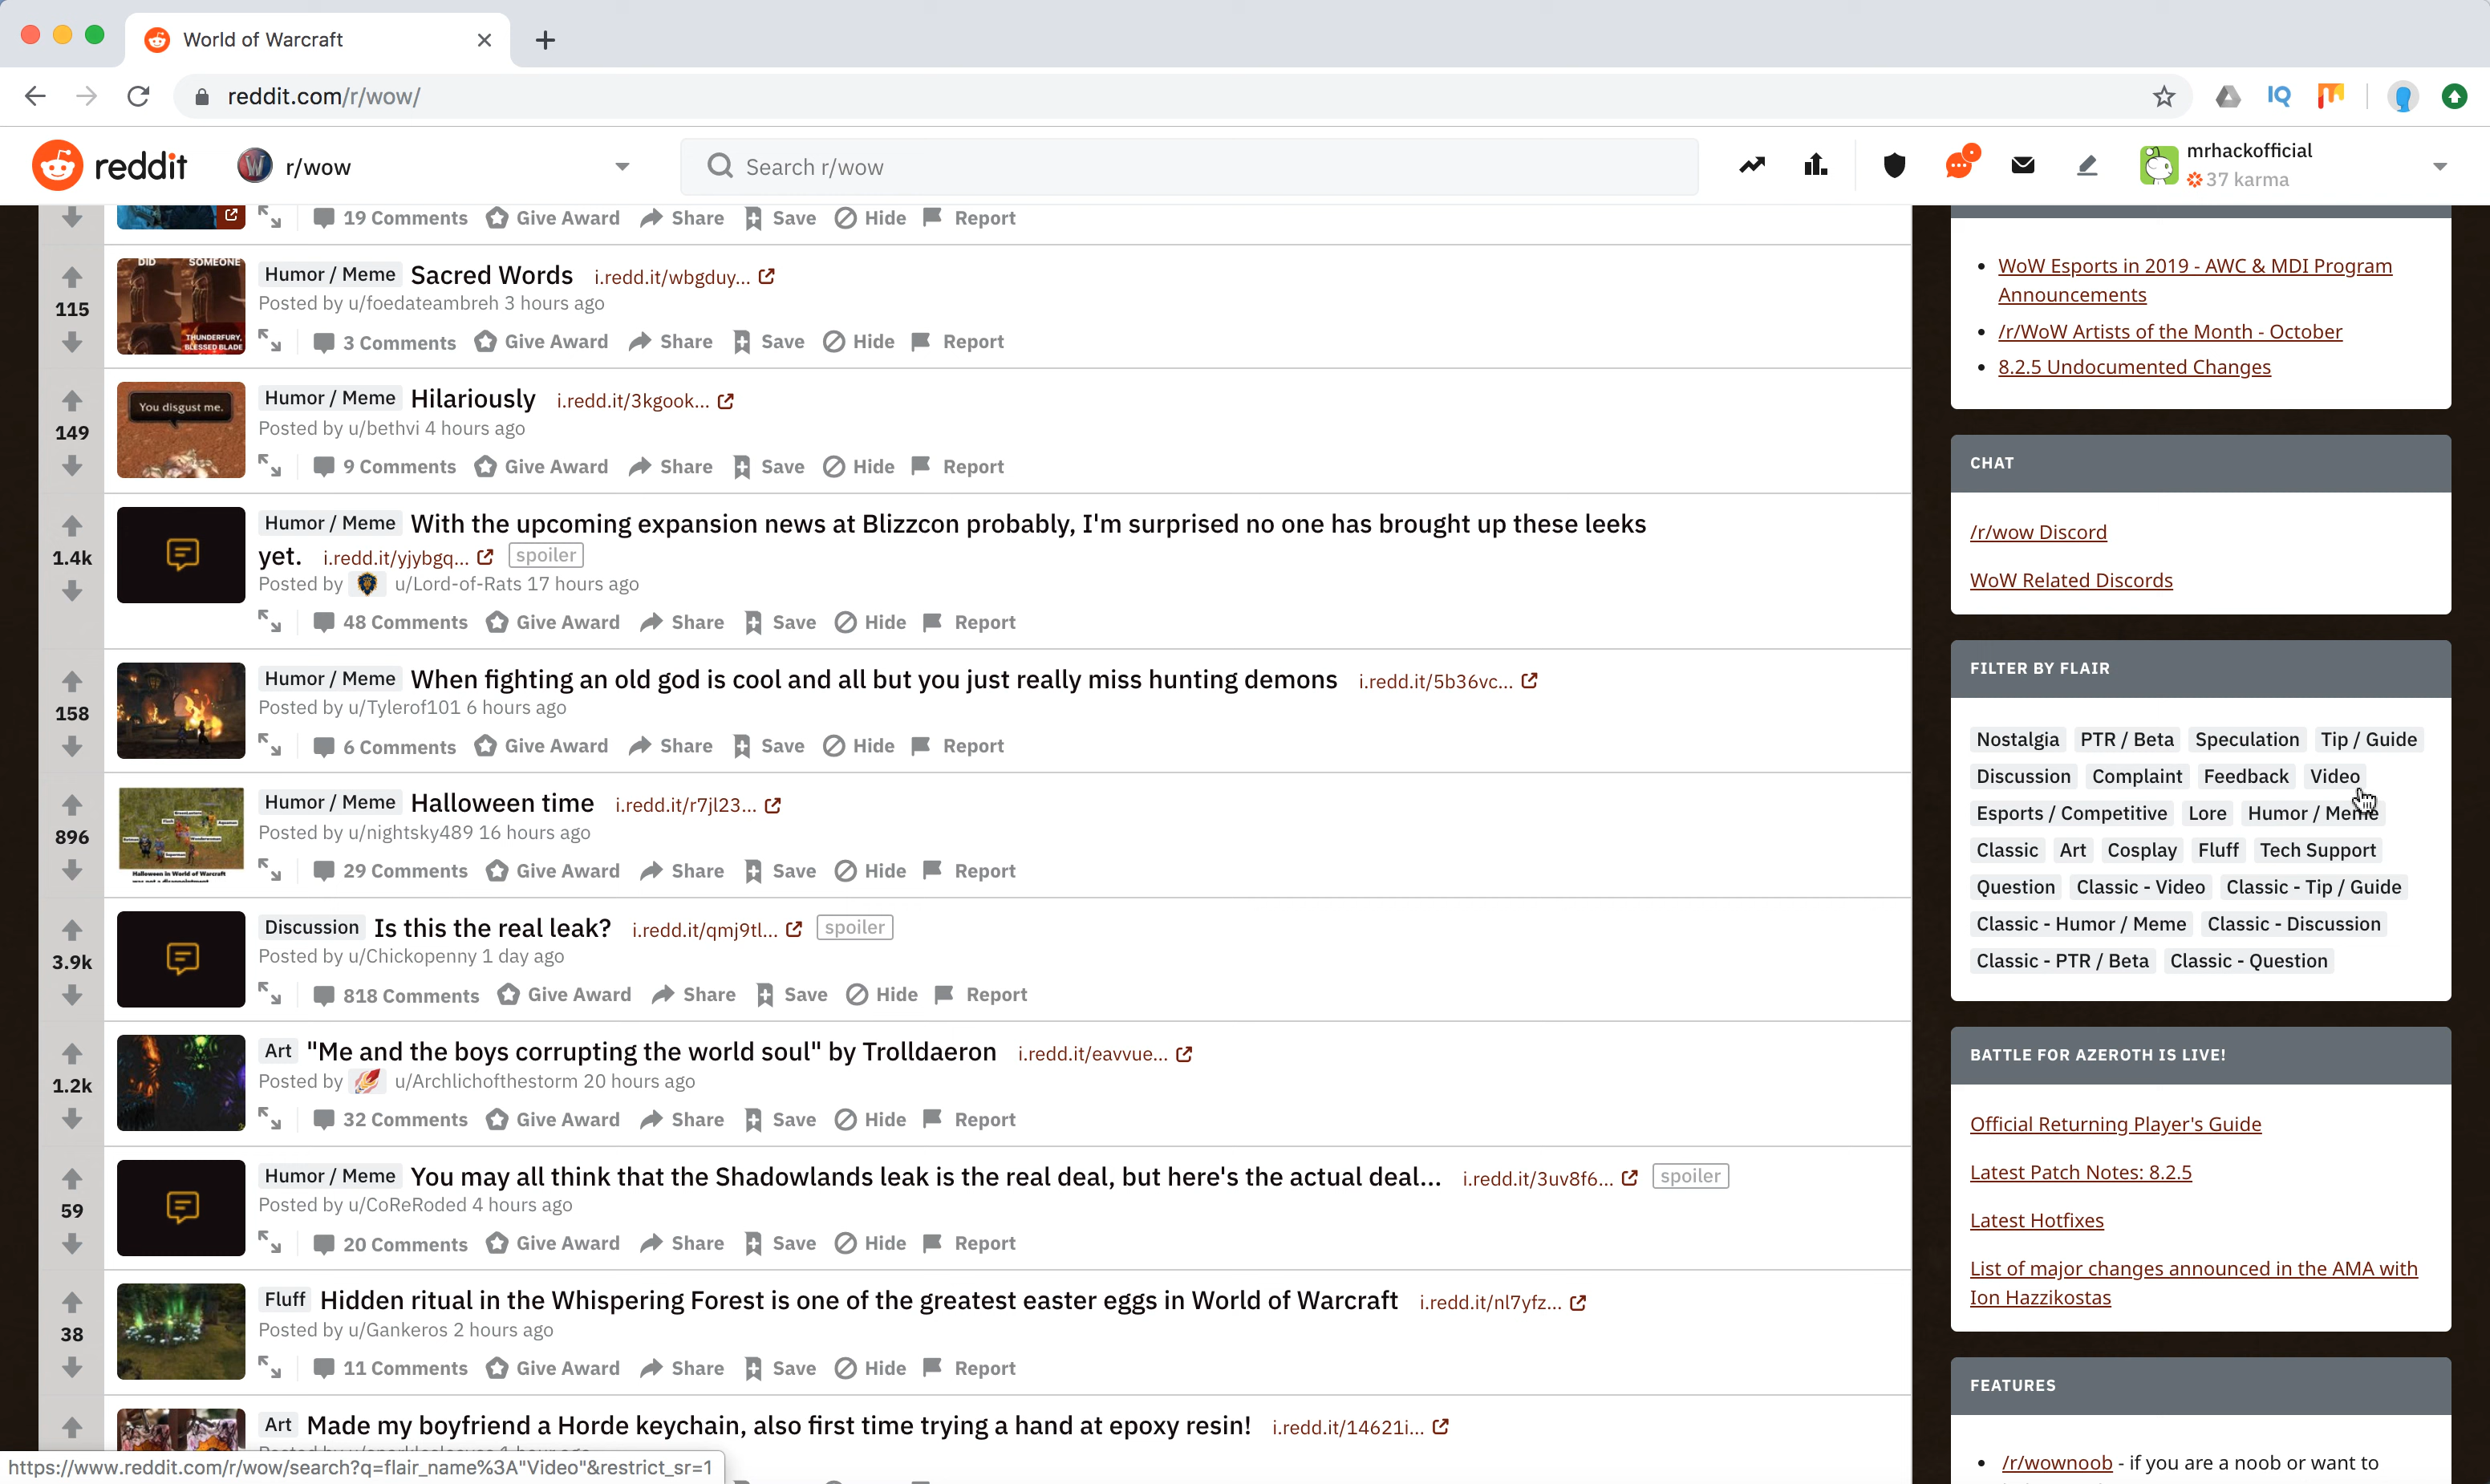 World of Warcraft
reddit.com/r/wow/
reddit r/wow Search r/wow mrhackofficial
37 karma
19 Comments Give Award Share Save Hide Report
DID SOMEONE
THUNDERFURY,
BLESSED BLADE
115
Humor / Meme Sacred Words i.redd.it/wbgduy...
Posted by u/foedateambreh 3 hours ago
3 Comments Give Award Share Save Hide Report
You disgust me.
149
Humor / Meme Hilariously i.redd.it/3kgook...
Posted by u/bethvi 4 hours ago
9 Comments Give Award Share Save Hide Report
1.4k
Humor / Meme With the upcoming expansion news at Blizzcon probably, I'm surprised no one has brought up these leeks
yet. i.redd.it/yjybgq... spoiler
Posted by u/Lord-of-Rats 17 hours ago
48 Comments Give Award Share Save Hide Report
158
Humor / Meme When fighting an old god is cool and all but you just really miss hunting demons i.redd.it/5b36vc...
Posted by u/Tylerof101 6 hours ago
6 Comments Give Award Share Save Hide Report
896
Halloween in World of Warcraft
Humor / Meme Halloween time i.redd.it/r7jl23...
Posted by u/nightsky489 16 hours ago
29 Comments Give Award Share Save Hide Report
3.9k
Discussion Is this the real leak? i.redd.it/qmj9tl... spoiler
Posted by u/Chickopenny 1 day ago
818 Comments Give Award Share Save Hide Report
1.2k
Art "Me and the boys corrupting the world soul" by Trolldaeron i.redd.it/eavvue...
Posted by u/Archlichofthestorm 20 hours ago
32 Comments Give Award Share Save Hide Report
59
Humor / Meme You may all think that the Shadowlands leak is the real deal, but here's the actual deal... i.redd.it/3uv8f6... spoiler
Posted by u/CoReRoded 4 hours ago
20 Comments Give Award Share Save Hide Report
38
Fluff Hidden ritual in the Whispering Forest is one of the greatest easter eggs in World of Warcraft i.redd.it/nl7yfz...
Posted by u/Gankeros 2 hours ago
11 Comments Give Award Share Save Hide Report
Art Made my boyfriend a Horde keychain, also first time trying a hand at epoxy resin! i.redd.it/14621i...
https://www.reddit.com/r/wow/search?q=flair_name%3A"Video"&restrict_sr=1
WoW Esports in 2019 - AWC & MDI Program
Announcements
/r/WoW Artists of the Month - October
8.2.5 Undocumented Changes
CHAT
/r/wow Discord
WoW Related Discords
FILTER BY FLAIR
Nostalgia PTR / Beta Speculation Tip / Guide
Discussion Complaint Feedback Video
Esports / Competitive Lore Humor / Meme
Classic Art Cosplay Fluff Tech Support
Question Classic - Video Classic - Tip / Guide
Classic - Humor / Meme Classic - Discussion
Classic - PTR / Beta Classic - Question
BATTLE FOR AZEROTH IS LIVE!
Official Returning Player's Guide
Latest Patch Notes: 8.2.5
Latest Hotfixes
List of major changes announced in the AMA with
Ion Hazzikostas
FEATURES
/r/wownoob - if you are a noob or want to